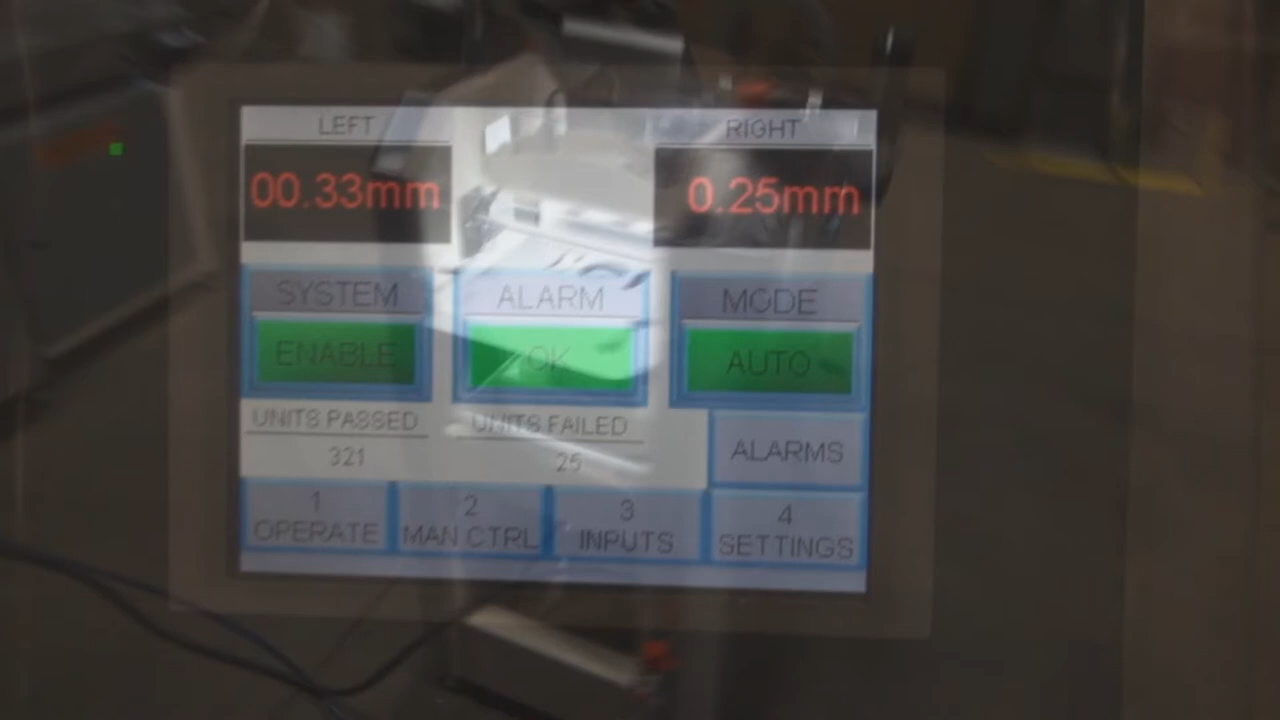 LEFT
RIGHT
00.33mm
0.25mm
SYSTEM
ALARM
MODE
ENABLE
OK
AUTO
UNITS PASSED
UNITS FAILED
ALARMS
321
25
1
2
3
4
OPERATE
MAN CTRL
INPUTS
SETTINGS